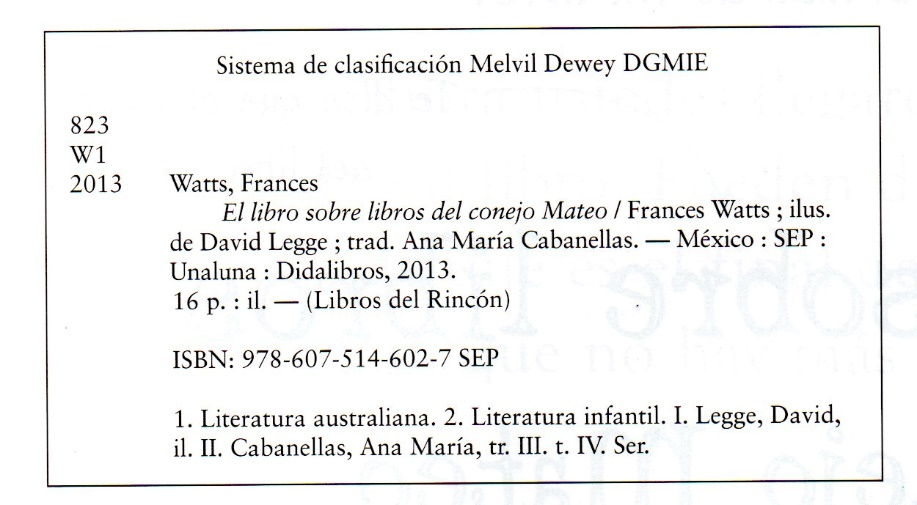 Sistema de clasificación Melvil Dewey DGMIE
823
W1
2013 Watts, Frances
El libro sobre libros del conejo Mateo / Frances Watts ; ilus.
de David Legge ; trad. Ana María Cabanellas. — México : SEP :
Unaluna : Didalibros, 2013.
16 p. : il. — (Libros del Rincón)
ISBN: 978-607-514-602-7 SEP
1. Literatura australiana. 2. Literatura infantil. I. Legge, David,
il. II. Cabanellas, Ana María, tr. III. t. IV. Ser.